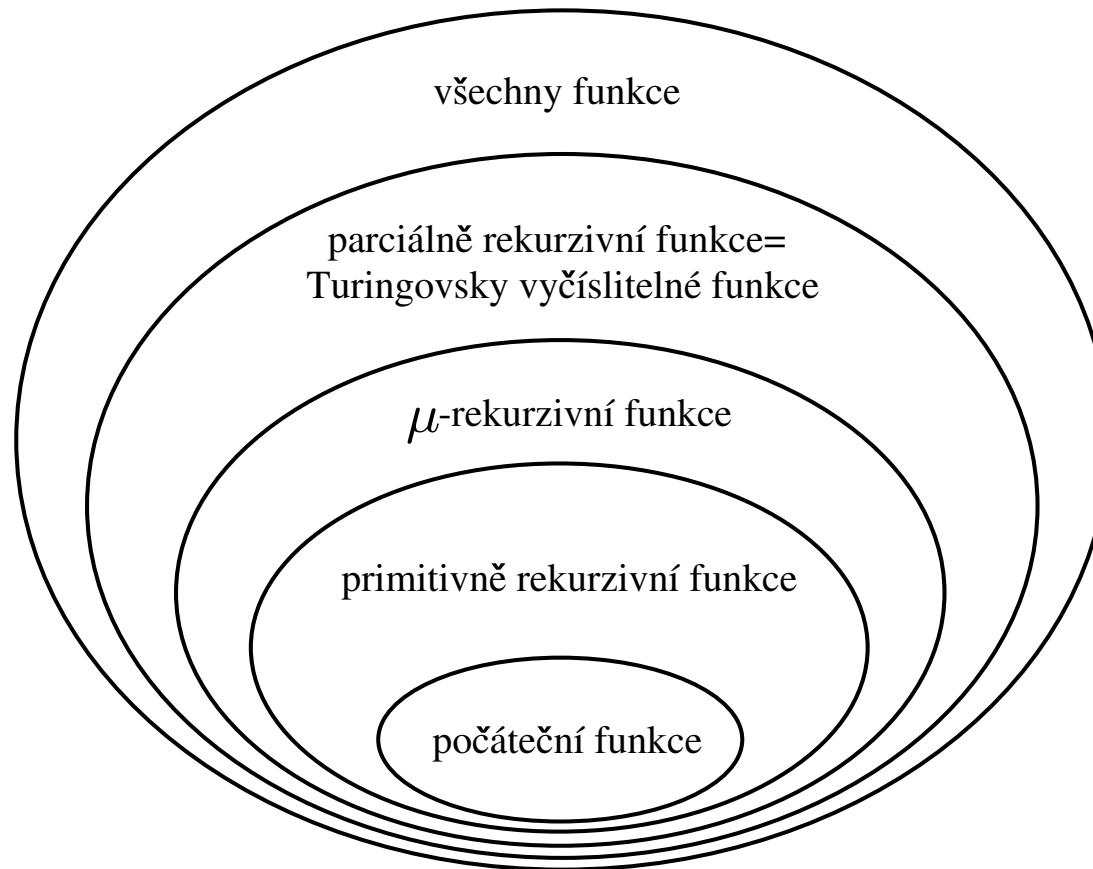 všechny funkce
parciálně rekurzivní funkce=
Turingovsky vyčíslitelné funkce
μ-rekurzivní funkce
primitivně rekurzivní funkce
počáteční funkce